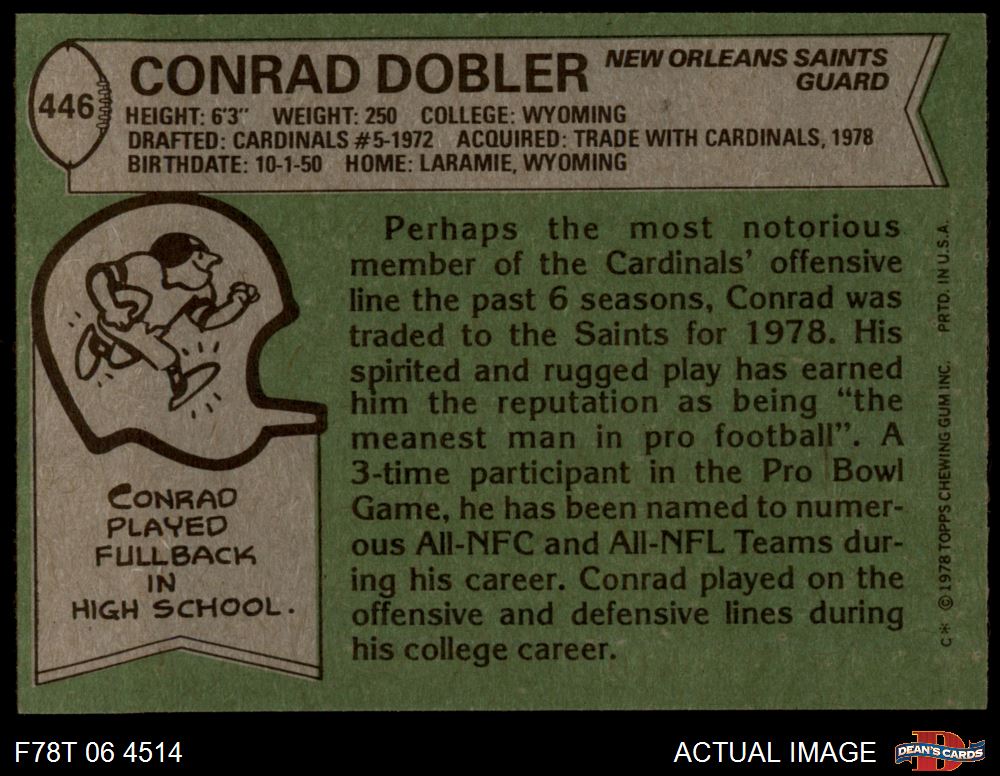 446
CONRAD DOBLER
NEW ORLEANS SAINTS
GUARD
HEIGHT: 6'3" WEIGHT: 250 COLLEGE: WYOMING
DRAFTED: CARDINALS #5-1972 ACQUIRED: TRADE WITH CARDINALS, 1978
BIRTHDATE: 10-1-50 HOME: LARAMIE, WYOMING
Perhaps the most notorious
member of the Cardinals' offensive
line the past 6 seasons, Conrad was
traded to the Saints for 1978. His
spirited and rugged play has earned
him the reputation as being "the
meanest man in pro football". A
3-time participant in the Pro Bowl
Game, he has been named to numer-
ous All-NFC and All-NFL Teams dur-
ing his career. Conrad played on the
offensive and defensive lines during
his college career.
CONRAD
PLAYED
FULLBACK
IN
HIGH SCHOOL.
C* © 1978 TOPPS CHEWING GUM INC. PRTD. IN U.S.A.
F78T 06 4514
ACTUAL IMAGE
D
DEAN'S CARDS